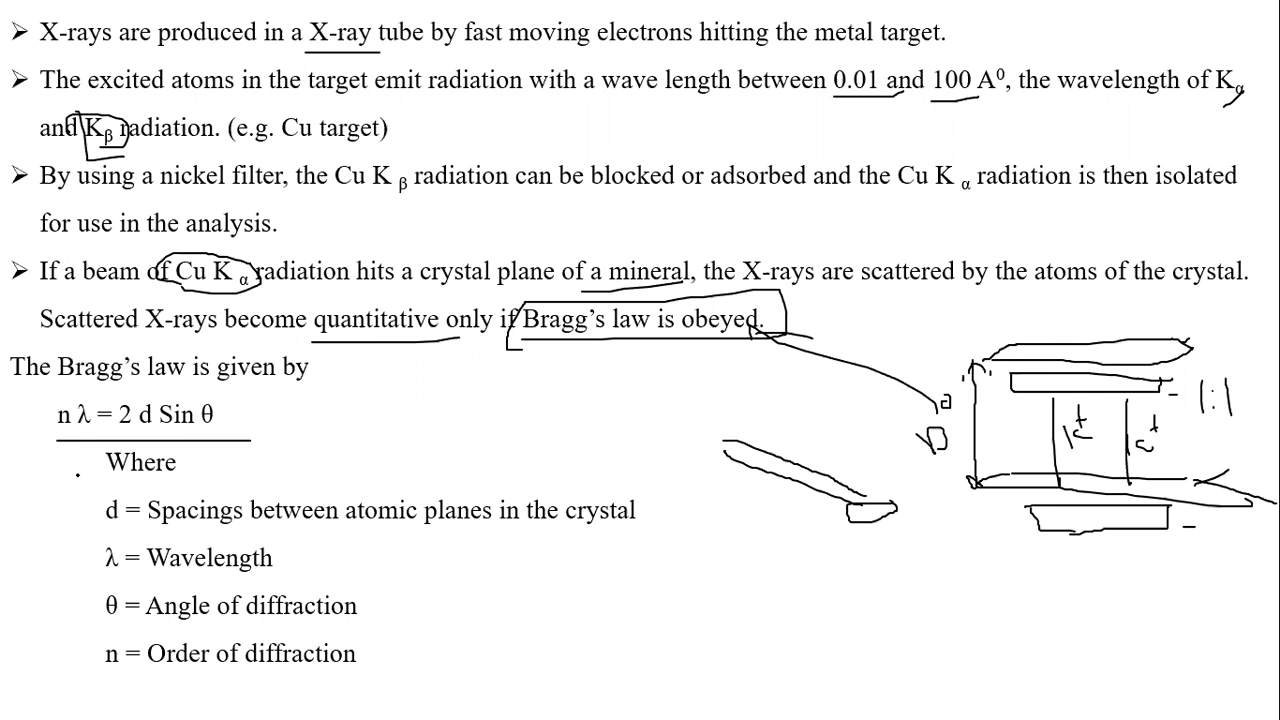 ➢ X-rays are produced in a X-ray tube by fast moving electrons hitting the metal target.
➢ The excited atoms in the target emit radiation with a wave length between 0.01 and 100 A⁰, the wavelength of Kα
and Kβ radiation. (e.g. Cu target)
➢ By using a nickel filter, the Cu K β radiation can be blocked or adsorbed and the Cu K α radiation is then isolated
for use in the analysis.
➢ If a beam of Cu K α radiation hits a crystal plane of a mineral, the X-rays are scattered by the atoms of the crystal.
Scattered X-rays become quantitative only if Bragg’s law is obeyed.
The Bragg’s law is given by
n λ = 2 d Sin θ
Where
d = Spacings between atomic planes in the crystal
λ = Wavelength
θ = Angle of diffraction
n = Order of diffraction
1:1
K+